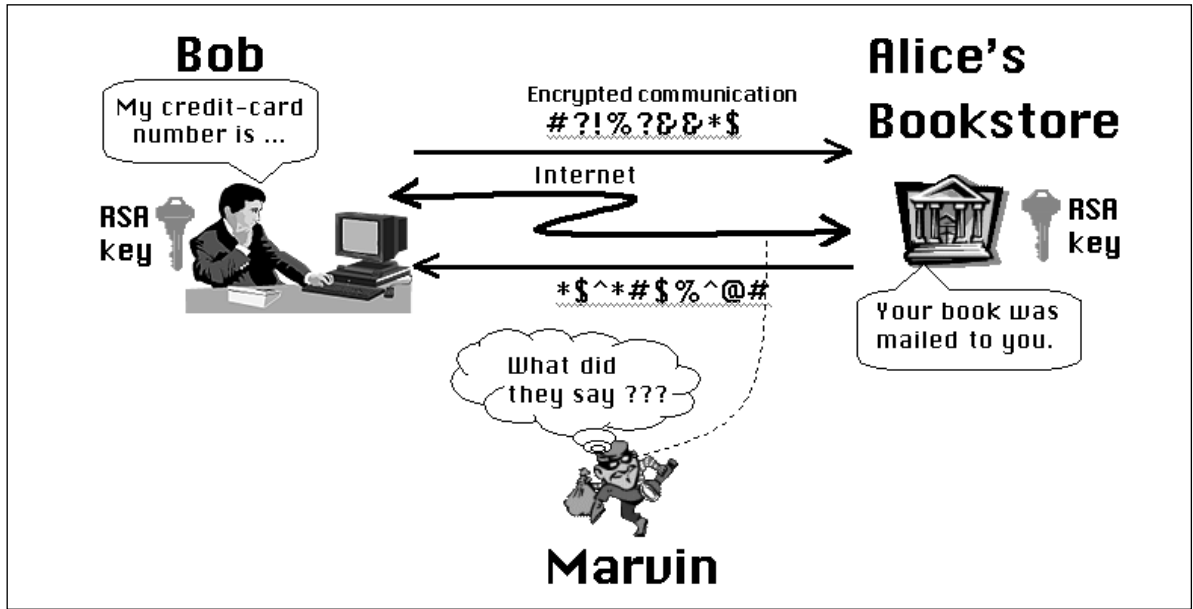 Bob
My credit-card
number is ...
RSA
key
Encrypted communication
#?!%?&&*$
Internet
*$^*#$%^@#
Alice's
Bookstore
RSA
key
Your book was
mailed to you.
What did
they say ???
Marvin